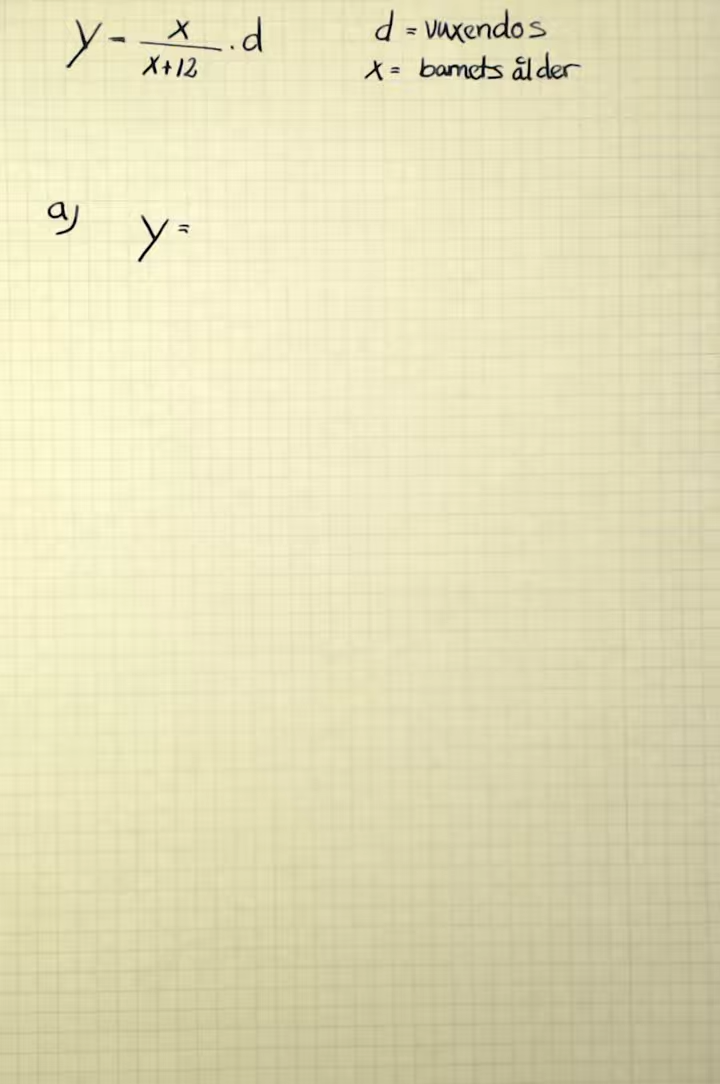 y = x/(x+12) · d
d = vuxendos
x = barnets ålder
a) y =